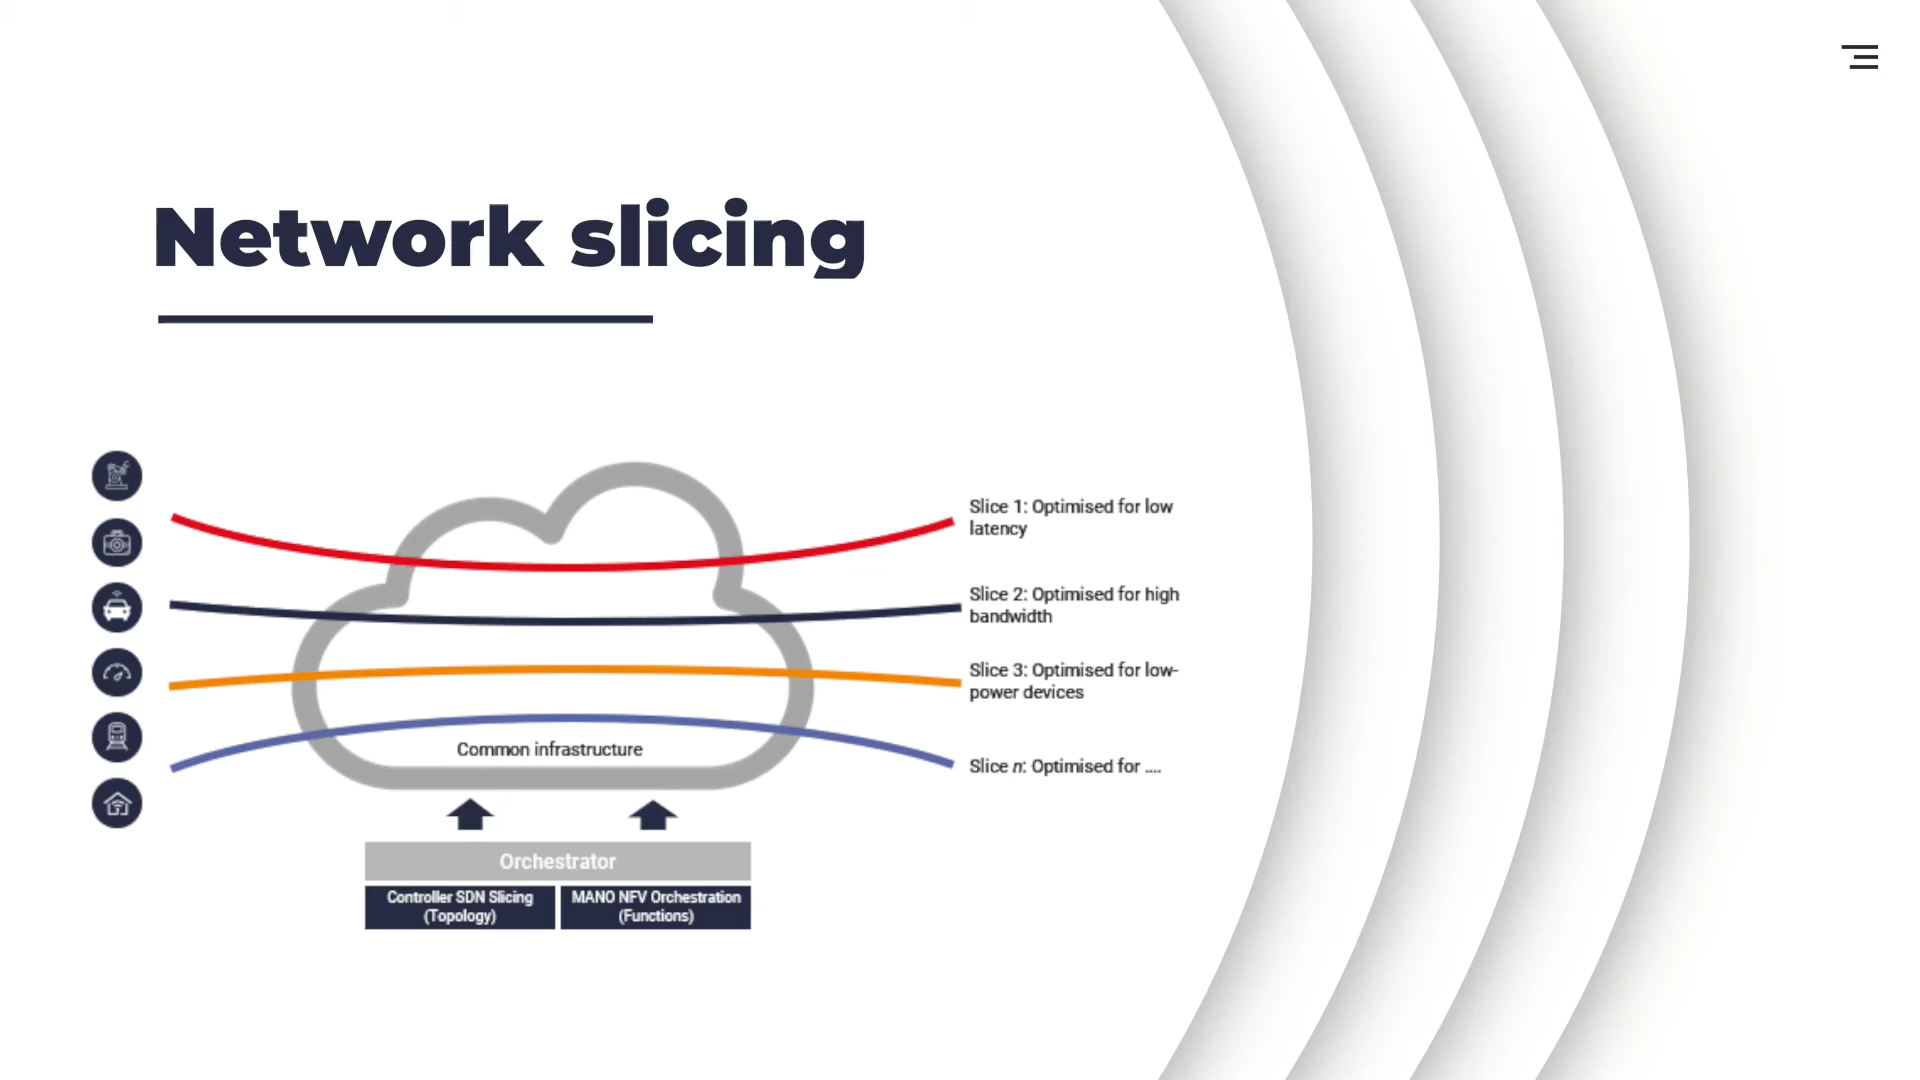 Network slicing
Slice 1: Optimised for low
latency
Slice 2: Optimised for high
bandwidth
Slice 3: Optimised for low-
power devices
Slice n: Optimised for ....
Common infrastructure
Orchestrator
Controller SDN Slicing
(Topology)
MANO NFV Orchestration
(Functions)